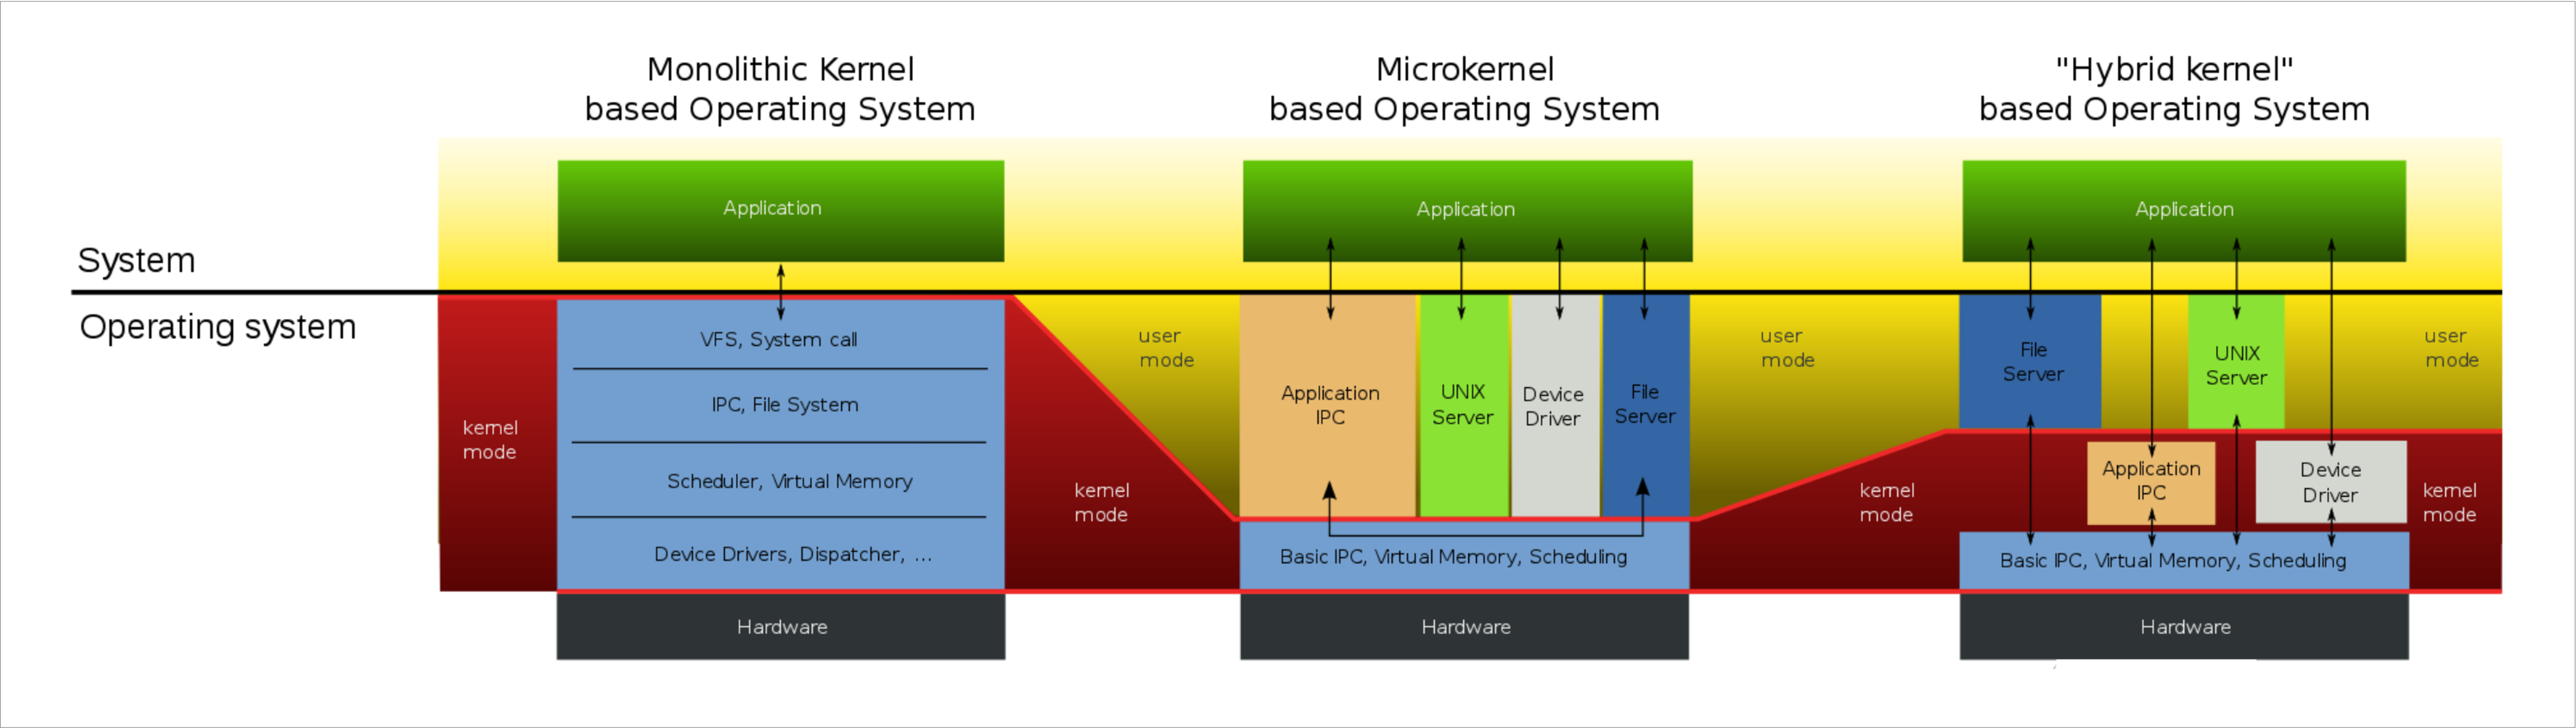 Monolithic Kernel
based Operating System
Microkernel
based Operating System
"Hybrid kernel"
based Operating System
System
Operating system
Application
VFS, System call
IPC, File System
Scheduler, Virtual Memory
Device Drivers, Dispatcher, ...
Hardware
kernel
mode
kernel
mode
user
mode
Application
Application
IPC
UNIX
Server
Device
Driver
File
Server
Basic IPC, Virtual Memory, Scheduling
Hardware
user
mode
kernel
mode
Application
File
Server
UNIX
Server
Application
IPC
Device
Driver
Basic IPC, Virtual Memory, Scheduling
Hardware
user
mode
kernel
mode